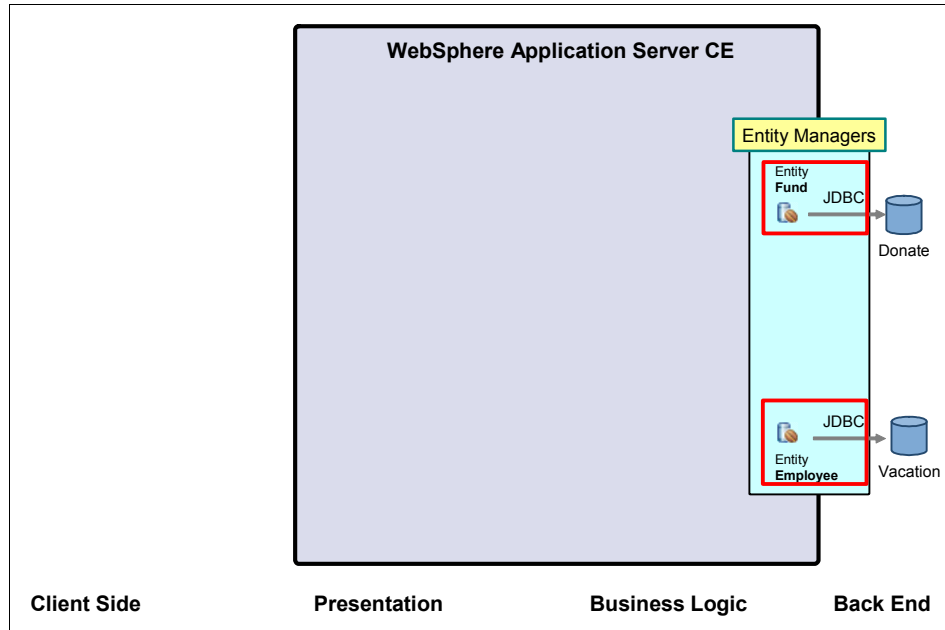 WebSphere Application Server CE
Entity Managers
Entity
Fund
JDBC
Donate
JDBC
Entity
Employee
Vacation
Client Side
Presentation
Business Logic
Back End